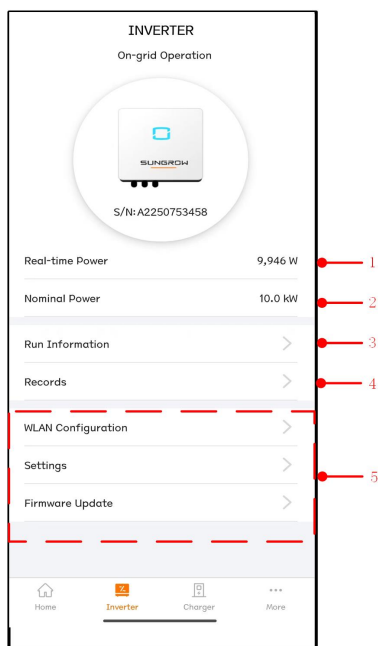 INVERTER
On-grid Operation
SUNGROW
S/N:A2250753458
Real-time Power 9,946 W 1
Nominal Power 10.0 kW 2
Run Information 3
Records 4
WLAN Configuration
Settings 5
Firmware Update
Home Inverter Charger More